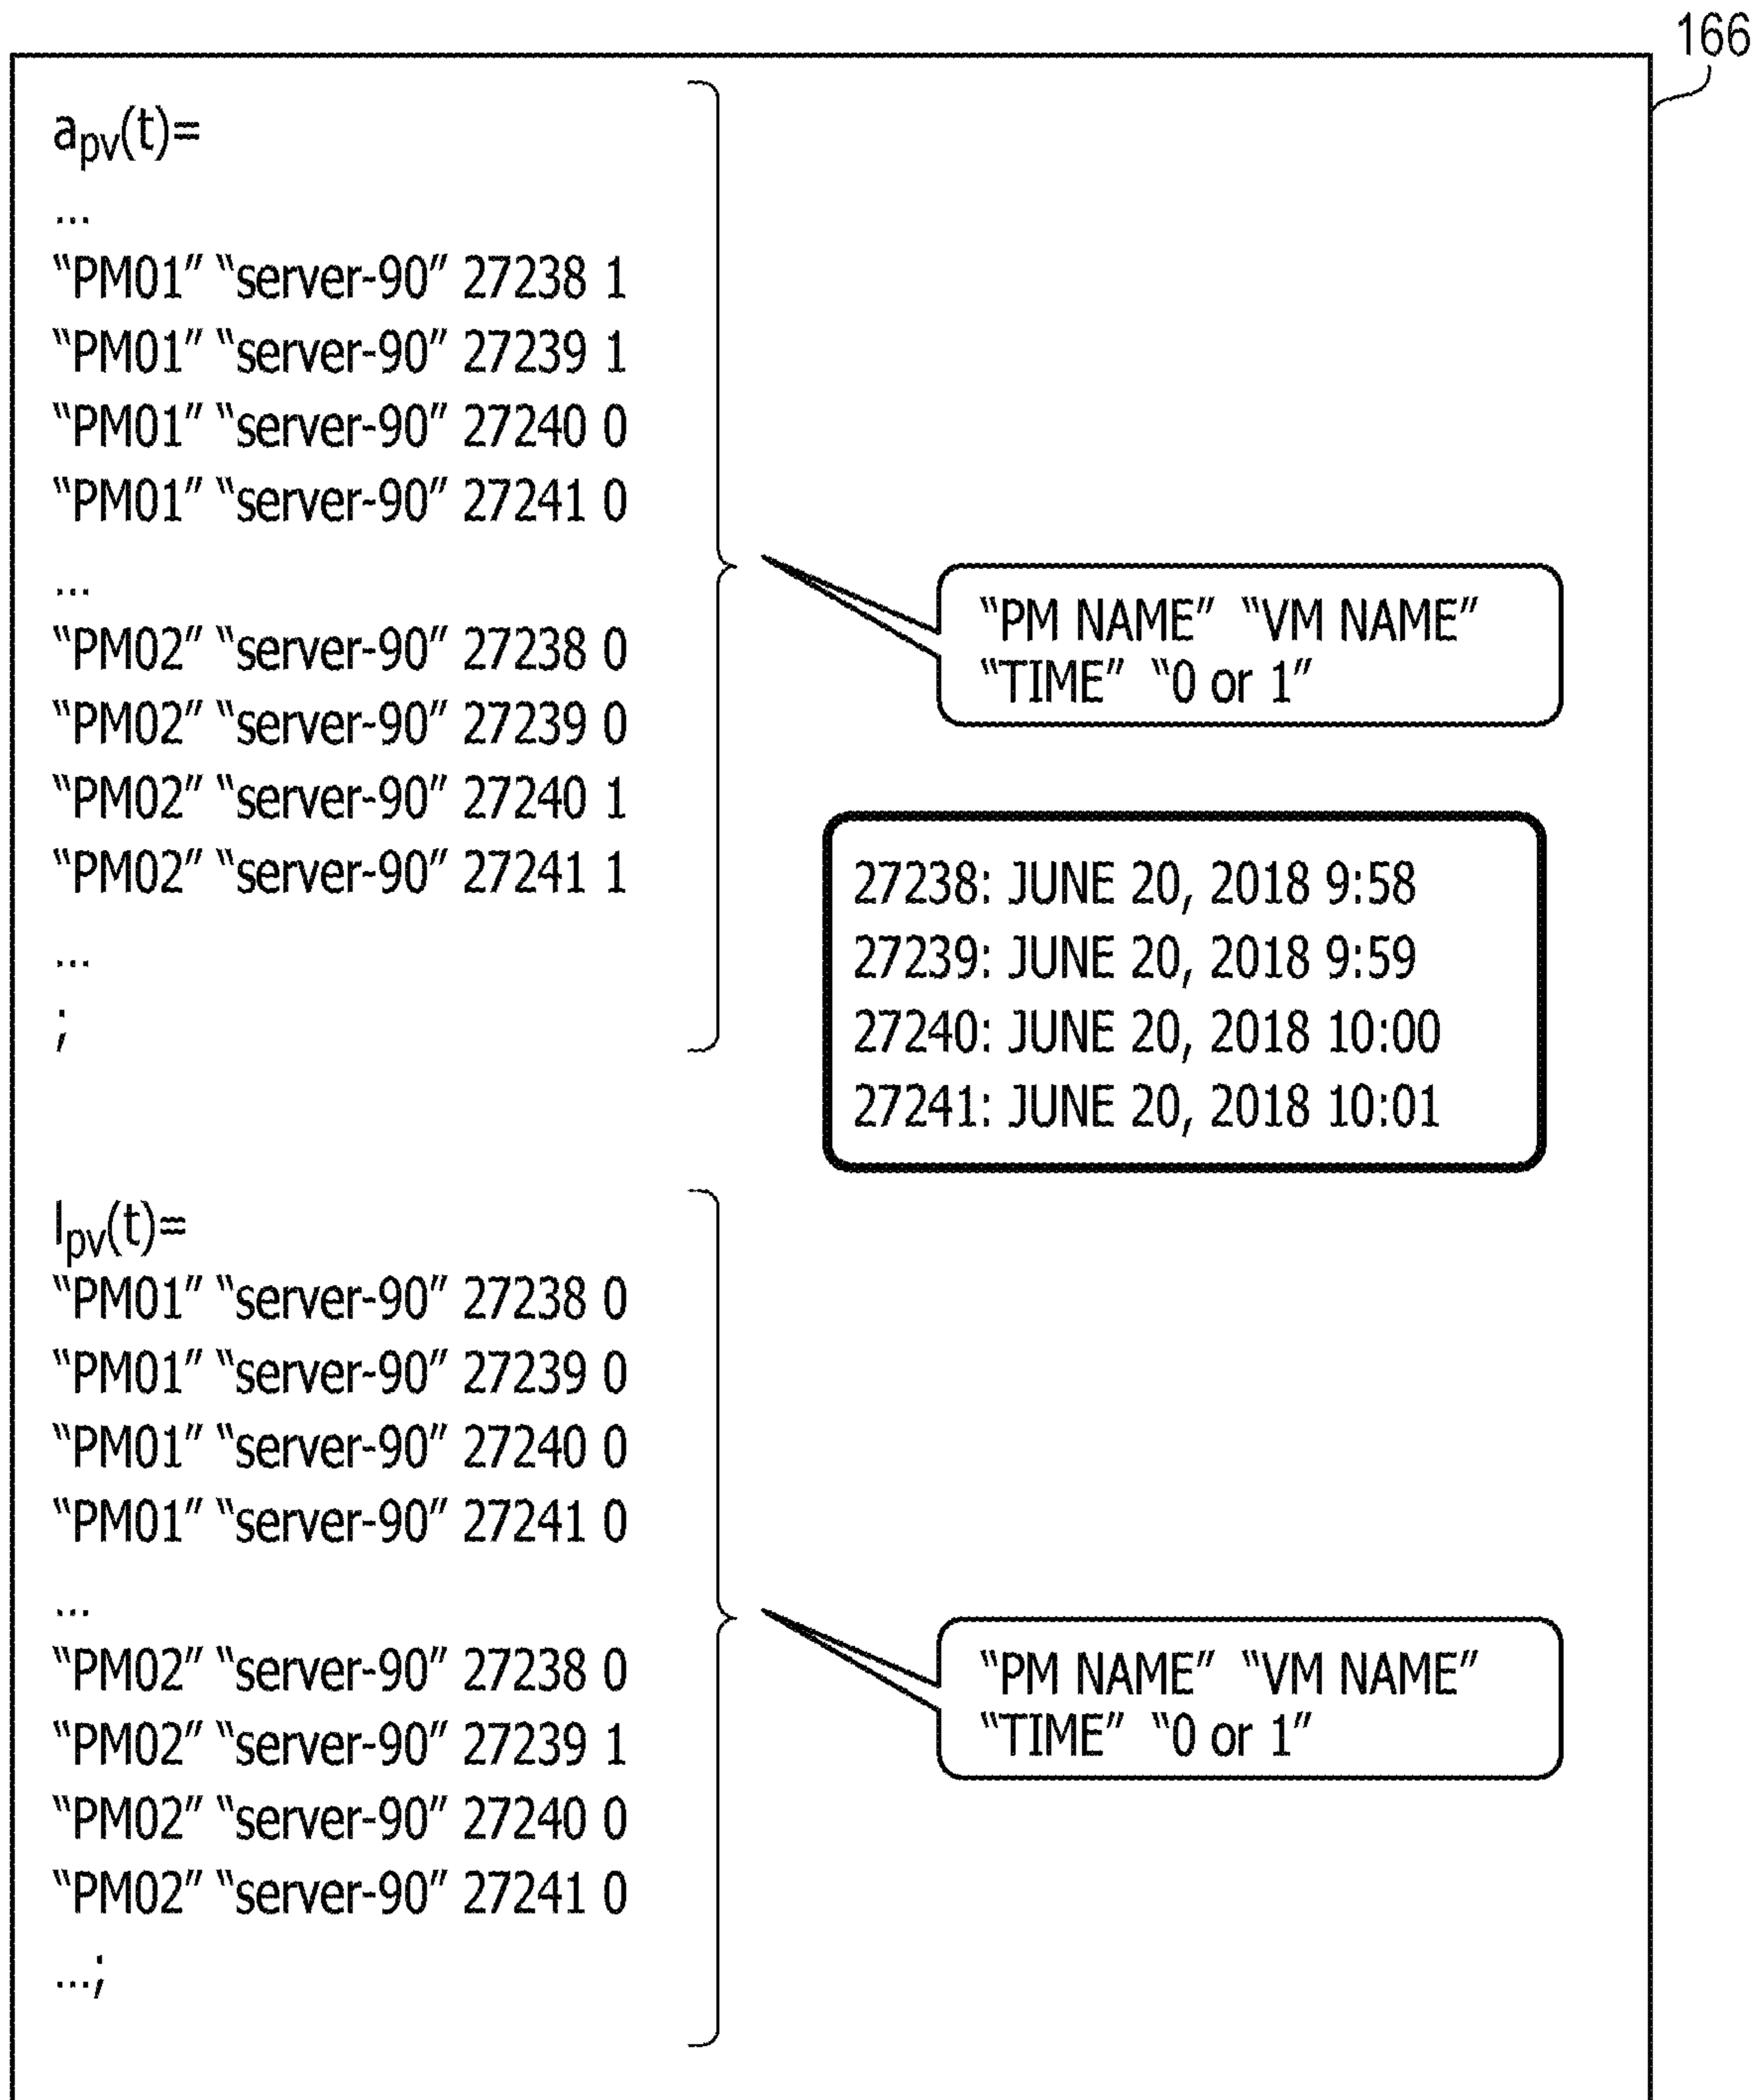 166
apv(t)=
...
“PM01” “server-90” 27238 1
“PM01” “server-90” 27239 1
“PM01” “server-90” 27240 0
“PM01” “server-90” 27241 0
...
“PM02” “server-90” 27238 0
“PM02” “server-90” 27239 0
“PM02” “server-90” 27240 1
“PM02” “server-90” 27241 1
...
;
“PM NAME” “VM NAME”
“TIME” “0 or 1”
27238: JUNE 20, 2018 9:58
27239: JUNE 20, 2018 9:59
27240: JUNE 20, 2018 10:00
27241: JUNE 20, 2018 10:01
lpv(t)=
“PM01” “server-90” 27238 0
“PM01” “server-90” 27239 0
“PM01” “server-90” 27240 0
“PM01” “server-90” 27241 0
...
“PM02” “server-90” 27238 0
“PM02” “server-90” 27239 1
“PM02” “server-90” 27240 0
“PM02” “server-90” 27241 0
...;
“PM NAME” “VM NAME”
“TIME” “0 or 1”